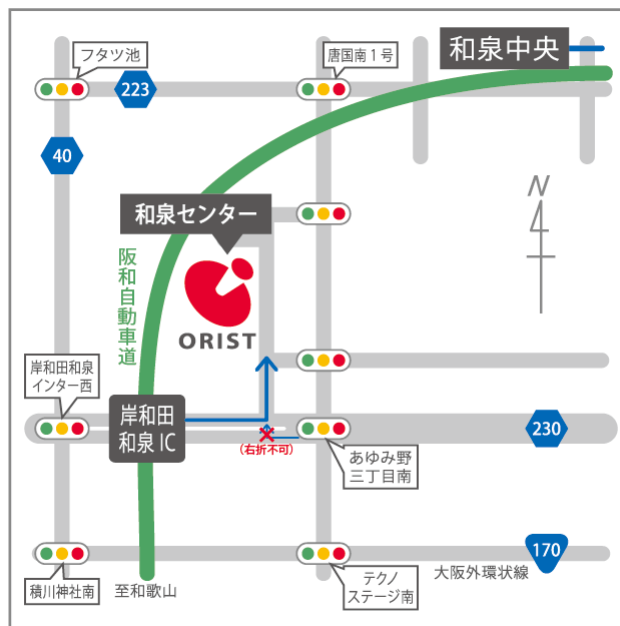 フタツ池
唐国南1号
和泉中央
223
40
N
和泉センター
阪和自動車道
ORIST
岸和田和泉
インター西
岸和田
和泉IC
(右折不可)
あゆみ野
三丁目南
230
170
大阪外環状線
積川神社南
至和歌山
テクノ
ステージ南